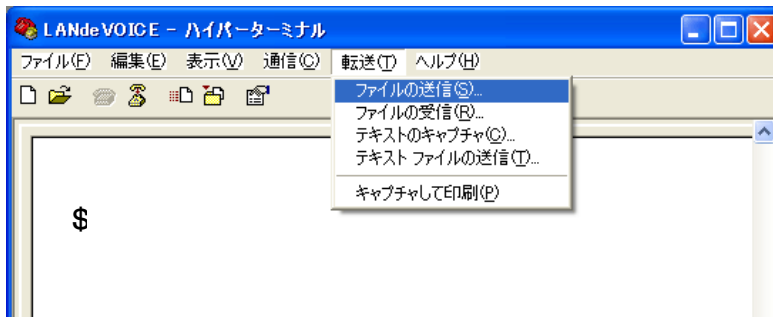 LANdeVOICE - ハイパーターミナル
ファイル(F) 編集(E) 表示(V) 通信(C) 転送(T) ヘルプ(H)
ファイルの送信(S)...
ファイルの受信(R)...
テキストのキャプチャ(C)...
テキスト ファイルの送信(T)...
キャプチャして印刷(P)
$